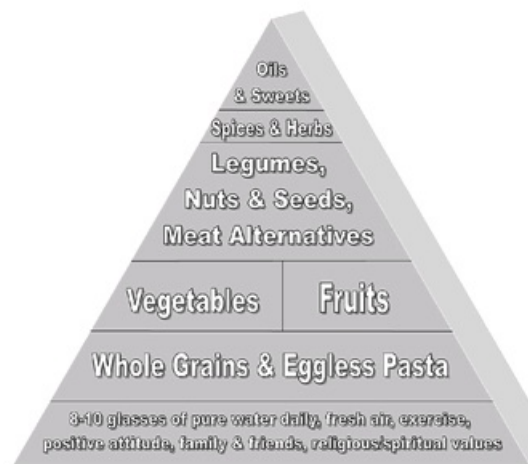 Oils
& Sweets
Spices & Herbs
Legumes,
Nuts & Seeds,
Meat Alternatives
Vegetables Fruits
Whole Grains & Eggless Pasta
8-10 glasses of pure water daily, fresh air, exercise,
positive attitude, family & friends, religious/spiritual values